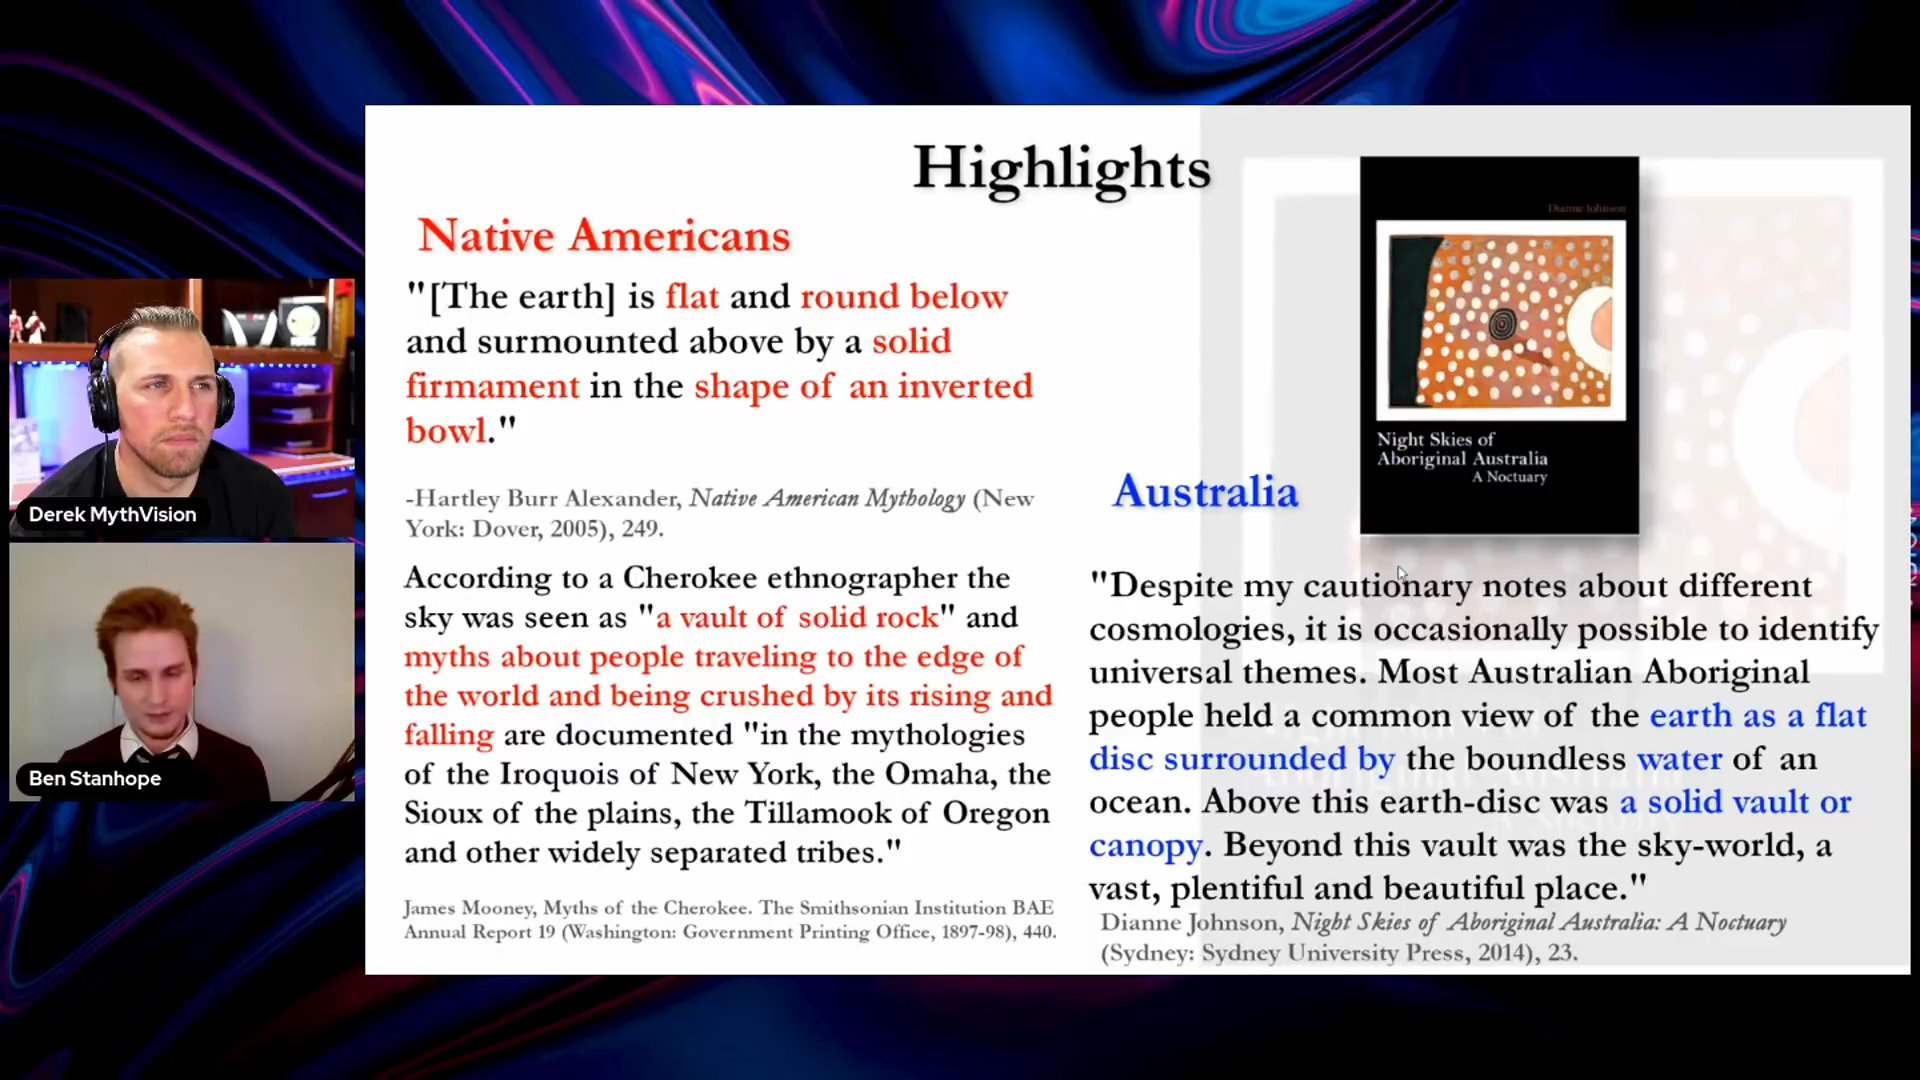 Highlights
Native Americans
"[The earth] is flat and round below
and surmounted above by a solid
firmament in the shape of an inverted
bowl."
-Hartley Burr Alexander, Native American Mythology (New
York: Dover, 2005), 249.
According to a Cherokee ethnographer the
sky was seen as "a vault of solid rock" and
myths about people traveling to the edge of
the world and being crushed by its rising and
falling are documented "in the mythologies
of the Iroquois of New York, the Omaha, the
Sioux of the plains, the Tillamook of Oregon
and other widely separated tribes."
James Mooney, Myths of the Cherokee. The Smithsonian Institution BAE
Annual Report 19 (Washington: Government Printing Office, 1897-98), 440.
Dianne Johnson
Night Skies of
Aboriginal Australia
A Noctuary
Australia
"Despite my cautionary notes about different
cosmologies, it is occasionally possible to identify
universal themes. Most Australian Aboriginal
people held a common view of the earth as a flat
disc surrounded by the boundless water of an
ocean. Above this earth-disc was a solid vault or
canopy. Beyond this vault was the sky-world, a
vast, plentiful and beautiful place."
Dianne Johnson, Night Skies of Aboriginal Australia: A Noctuary
(Sydney: Sydney University Press, 2014), 23.
Derek MythVision
Ben Stanhope